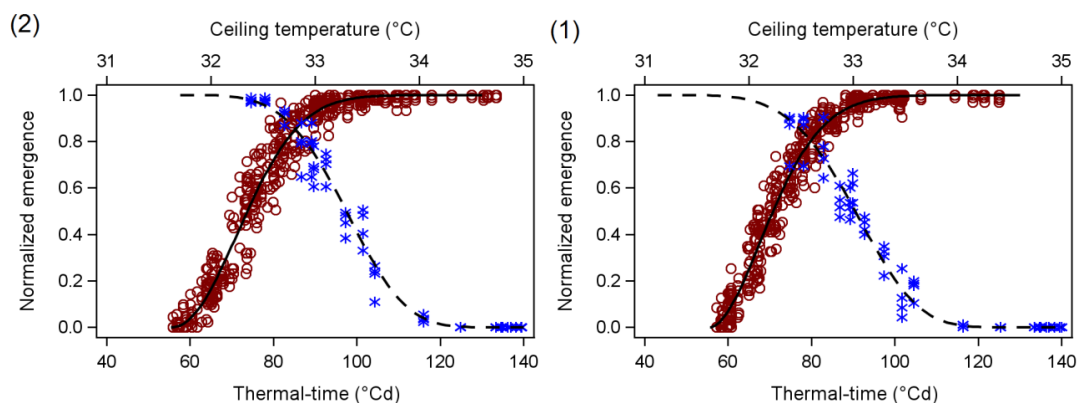 (2)
Ceiling temperature (°C)
31 32 33 34 35
1.0
0.8
0.6
0.4
0.2
0.0
Normalized emergence
40 60 80 100 120 140
Thermal-time (°Cd)
(1)
Ceiling temperature (°C)
31 32 33 34 35
1.0
0.8
0.6
0.4
0.2
0.0
Normalized emergence
40 60 80 100 120 140
Thermal-time (°Cd)